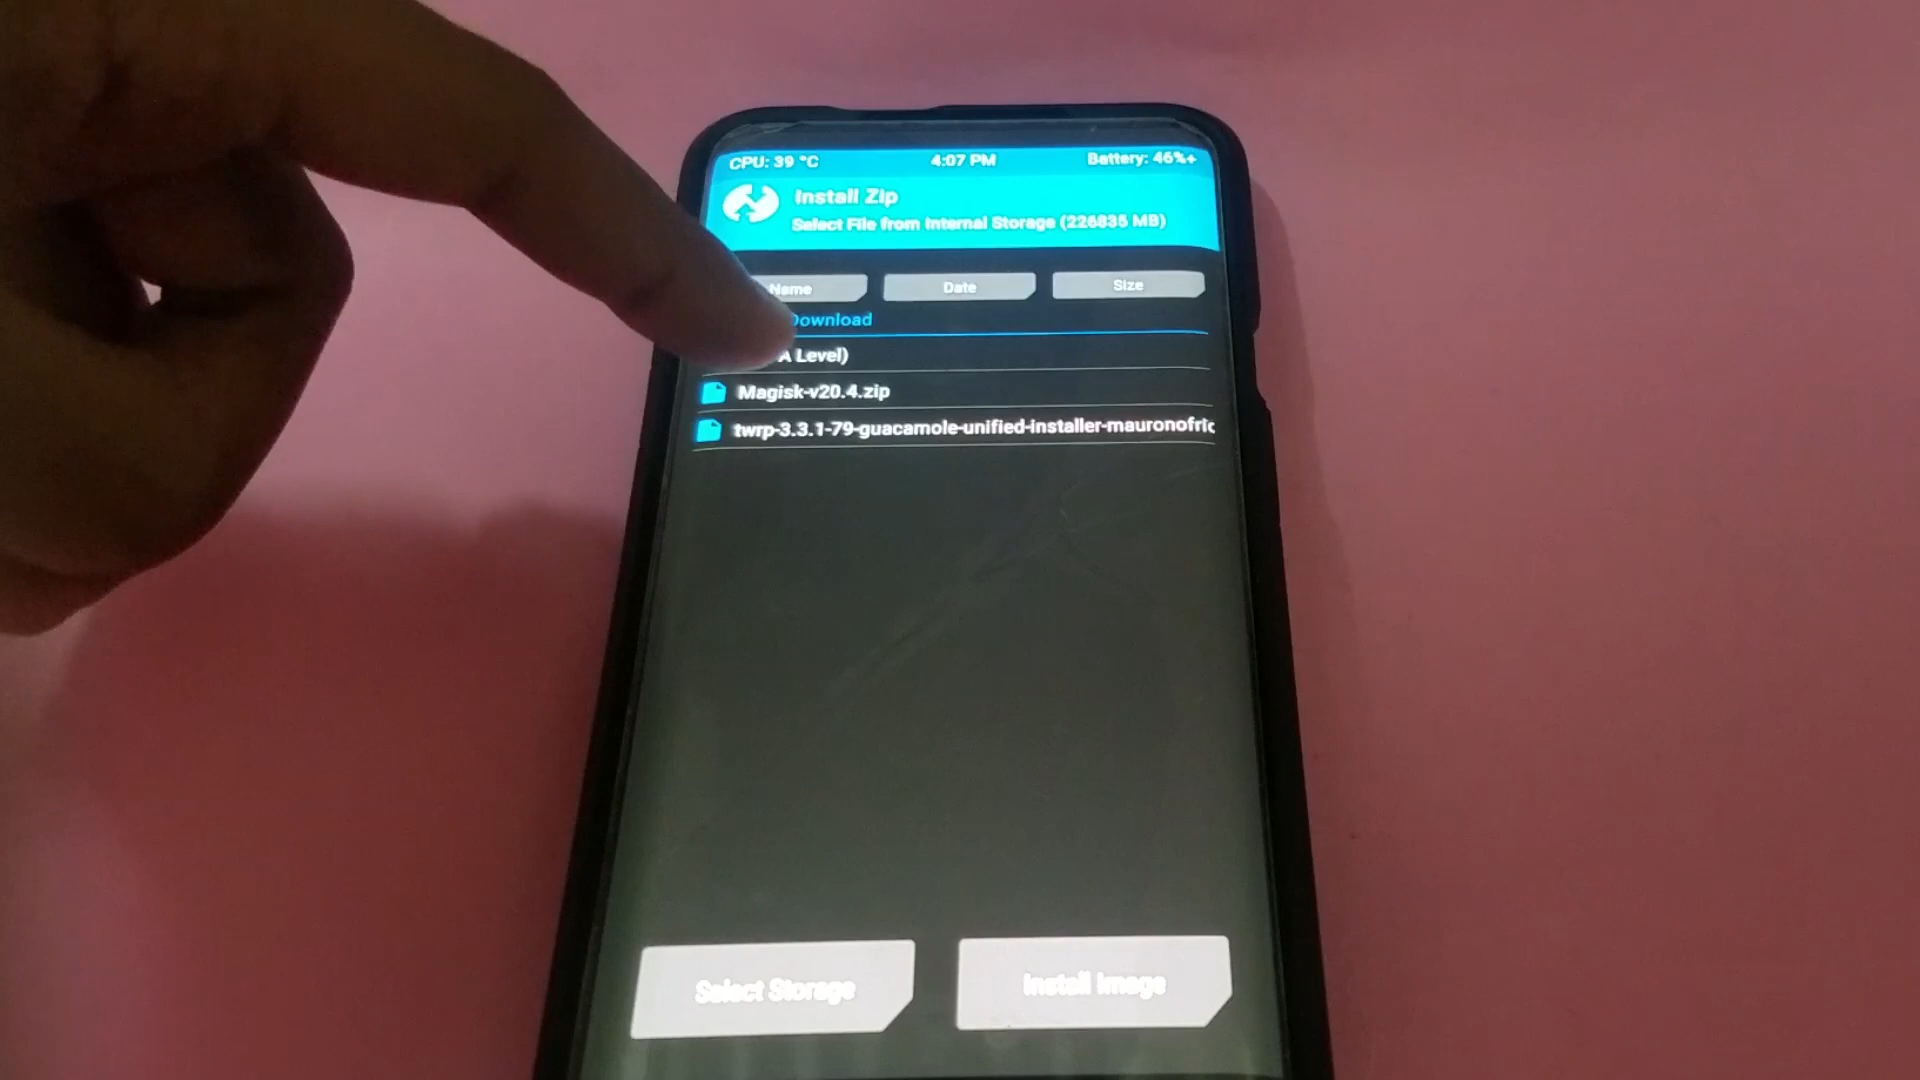 CPU: 39 °C 4:07 PM Battery: 46%+
Install Zip
Select File from Internal Storage (226835 MB)
Name Date Size
Download
A Level)
Magisk-v20.4.zip
twrp-3.3.1-79-guacamole-unified-installer-mauronofric
Select Storage Install Image